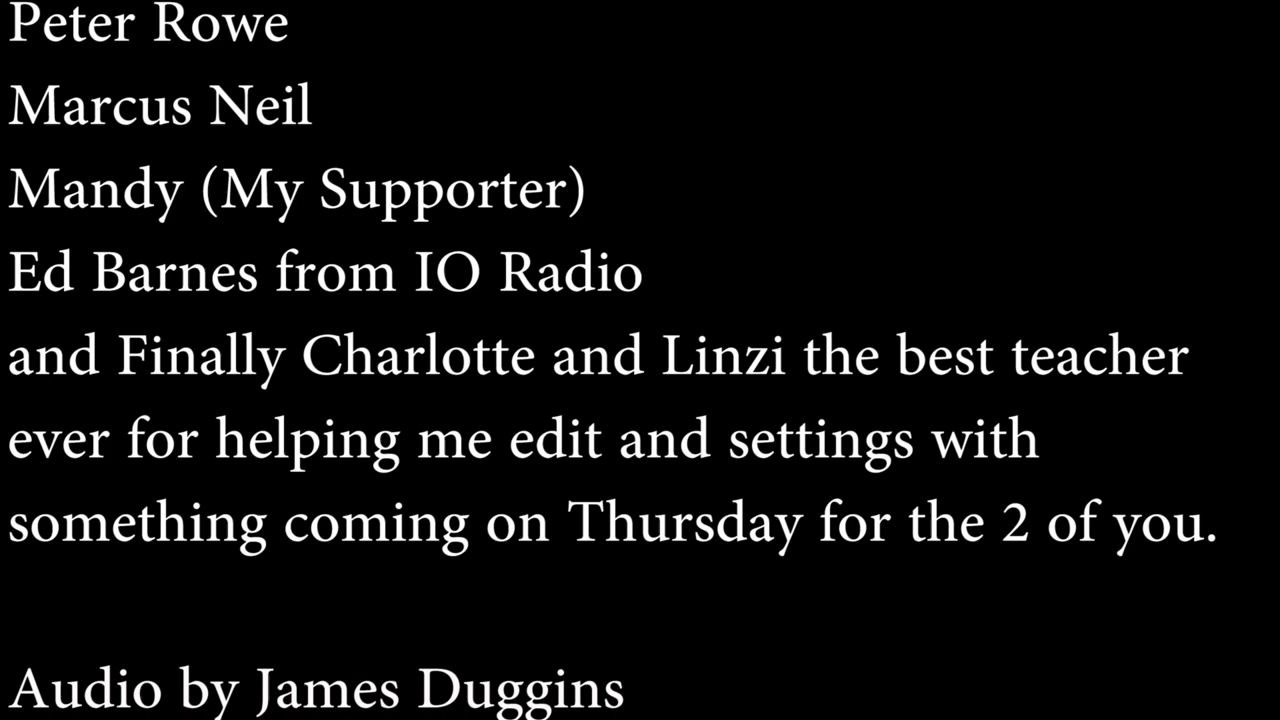 Peter Rowe
Marcus Neil
Mandy (My Supporter)
Ed Barnes from IO Radio
and Finally Charlotte and Linzi the best teacher
ever for helping me edit and settings with
something coming on Thursday for the 2 of you.
Audio by James Duggins